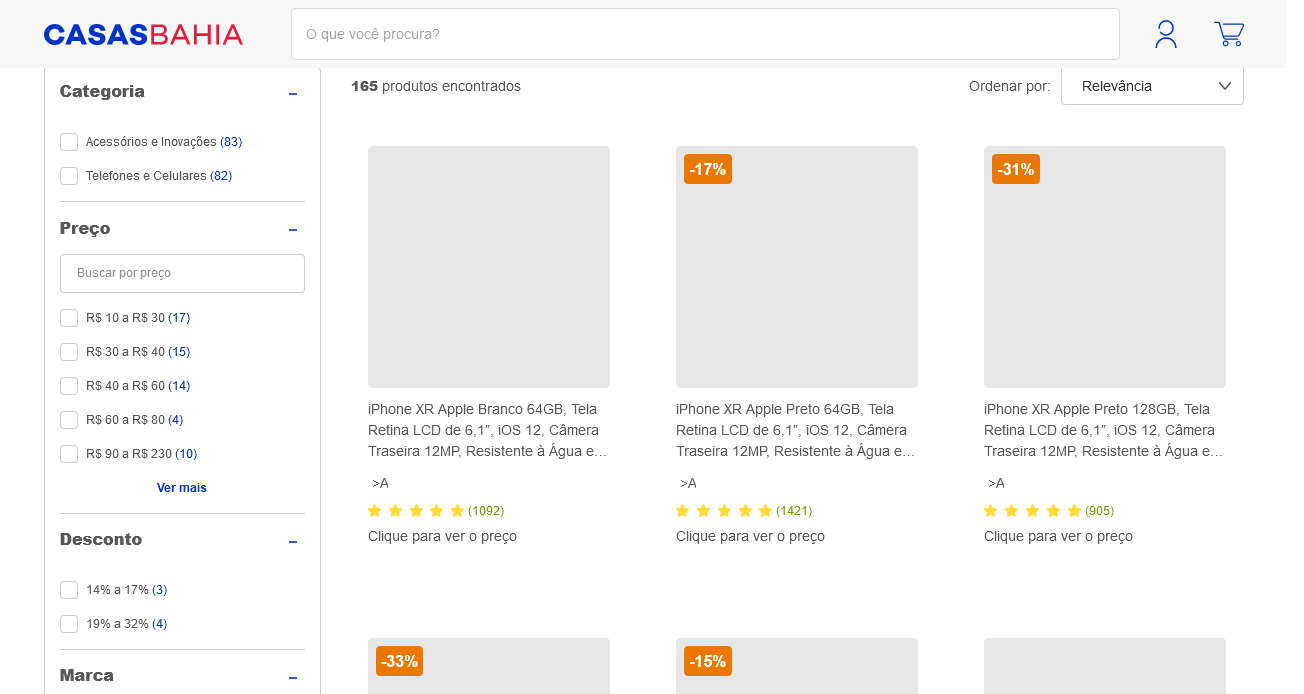 CASASBAHIA
O que você procura?
Categoria
Acessórios e Inovações (83)
Telefones e Celulares (82)
Preço
Buscar por preço
R$ 10 a R$ 30 (17)
R$ 30 a R$ 40 (15)
R$ 40 a R$ 60 (14)
R$ 60 a R$ 80 (4)
R$ 90 a R$ 230 (10)
Ver mais
Desconto
14% a 17% (3)
19% a 32% (4)
Marca
165 produtos encontrados
Ordenar por:
Relevância
iPhone XR Apple Branco 64GB, Tela
Retina LCD de 6,1”, iOS 12, Câmera
Traseira 12MP, Resistente à Água e…
>A
(1092)
Clique para ver o preço
-17%
iPhone XR Apple Preto 64GB, Tela
Retina LCD de 6,1”, iOS 12, Câmera
Traseira 12MP, Resistente à Água e…
>A
(1421)
Clique para ver o preço
-31%
iPhone XR Apple Preto 128GB, Tela
Retina LCD de 6,1”, iOS 12, Câmera
Traseira 12MP, Resistente à Água e…
>A
(905)
Clique para ver o preço
-33%
-15%